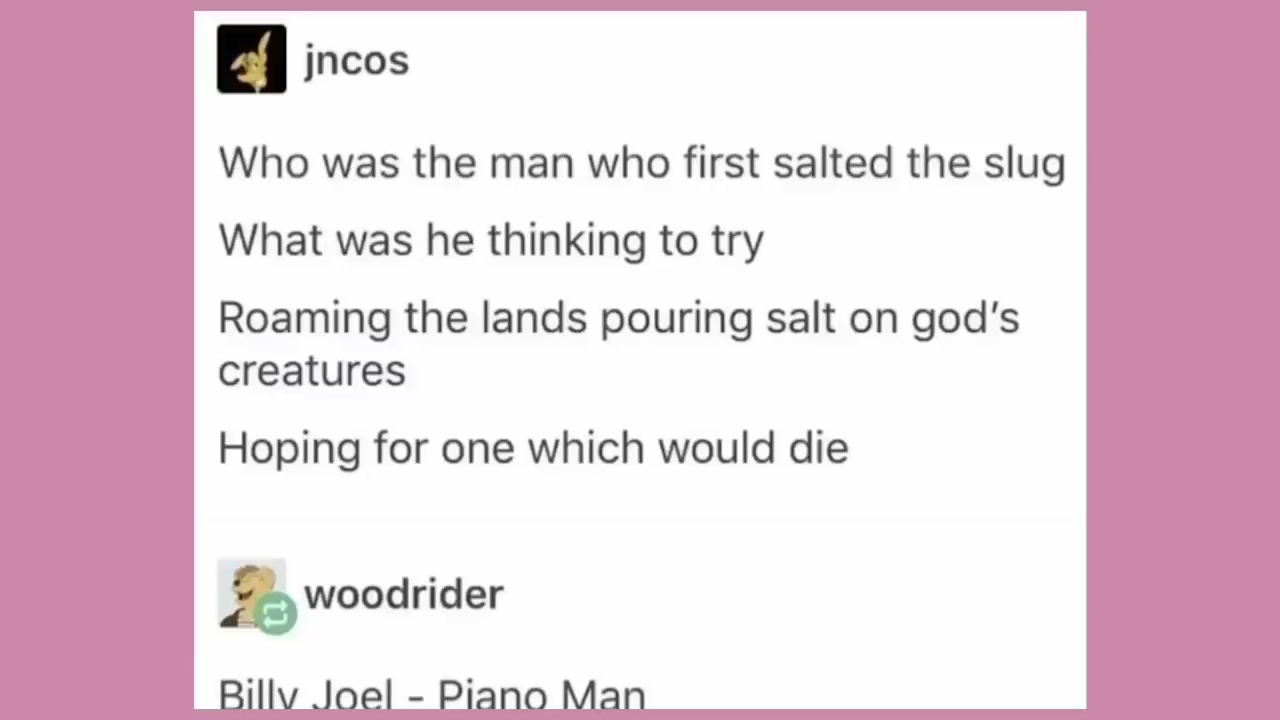 jncos
Who was the man who first salted the slug
What was he thinking to try
Roaming the lands pouring salt on god's
creatures
Hoping for one which would die
woodrider
Billy Joel - Piano Man